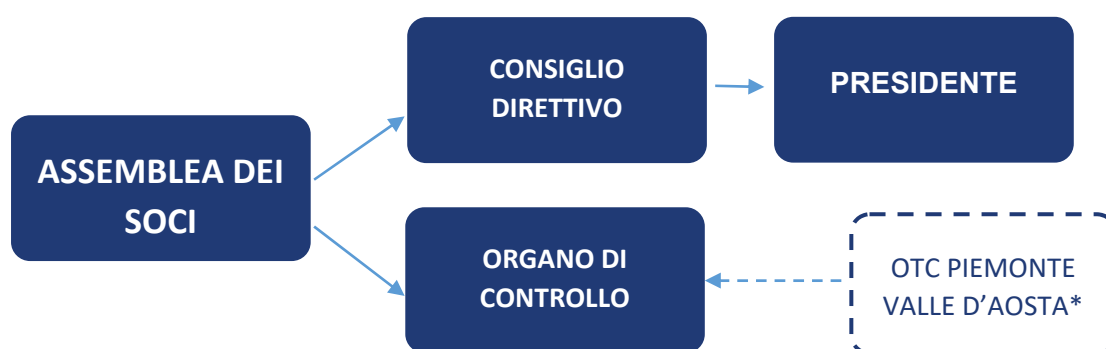 CONSIGLIO
DIRETTIVO
PRESIDENTE
ASSEMBLEA DEI
SOCI
ORGANO DI
CONTROLLO
OTC PIEMONTE
VALLE D’AOSTA*